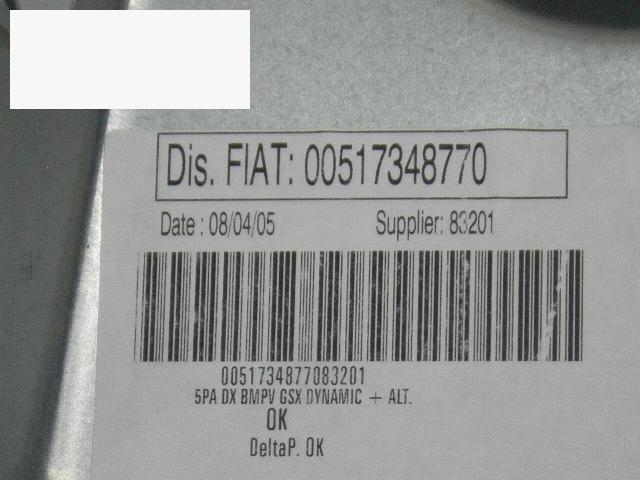 Dis. FIAT: 00517348770
Date : 08/04/05 Supplier: 83201
0051734877083201
5PA DX BMPV GSX DYNAMIC + ALT.
OK
DeltaP. OK